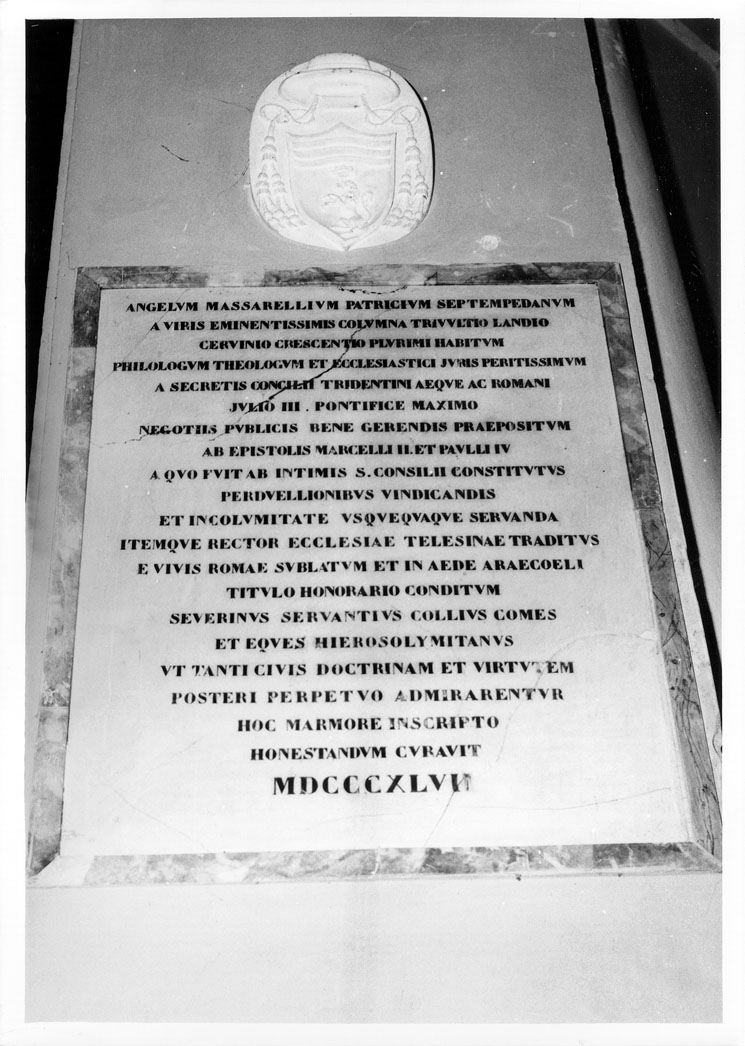 ANGELVM MASSARELLIVM PATRICIVM SEPTEMPEDANVM
A VIRIS EMINENTISSIMIS COLVMNA TRIVVLTIO LANDIO
CERVINIO CRESCENTIO PLVRIMI HABITVM
PHILOLOGVM THEOLOGVM ET ECCLESIASTICI JVRIS PERITISSIMVM
A SECRETIS CONCILII TRIDENTINI AEQVE AC ROMANI
JVLIO III . PONTIFICE MAXIMO
NEGOTIIS PVBLICIS BENE GERENDIS PRAEPOSITVM
AB EPISTOLIS MARCELLI II. ET PAVLLI IV
A QVO FVIT AB INTIMIS S. CONSILII CONSTITVTVS
PERDVELLIONIBVS VINDICANDIS
ET INCOLVMITATE VSQVEQVAQVE SERVANDA
ITEMQVE RECTOR ECCLESIAE TELESINAE TRADITVS
E VIVIS ROMAE SVBLATVM ET IN AEDE ARAECOELI
TITVLO HONORARIO CONDITVM
SEVERINVS SERVANTIVS COLLIVS COMES
ET EQVES HIEROSOLYMITANVS
VT TANTI CIVIS DOCTRINAM ET VIRTVTEM
POSTERI PERPETVO ADMIRARENTVR
HOC MARMORE INSCRIPTO
HONESTANDVM CVRAVIT
MDCCCXLVII